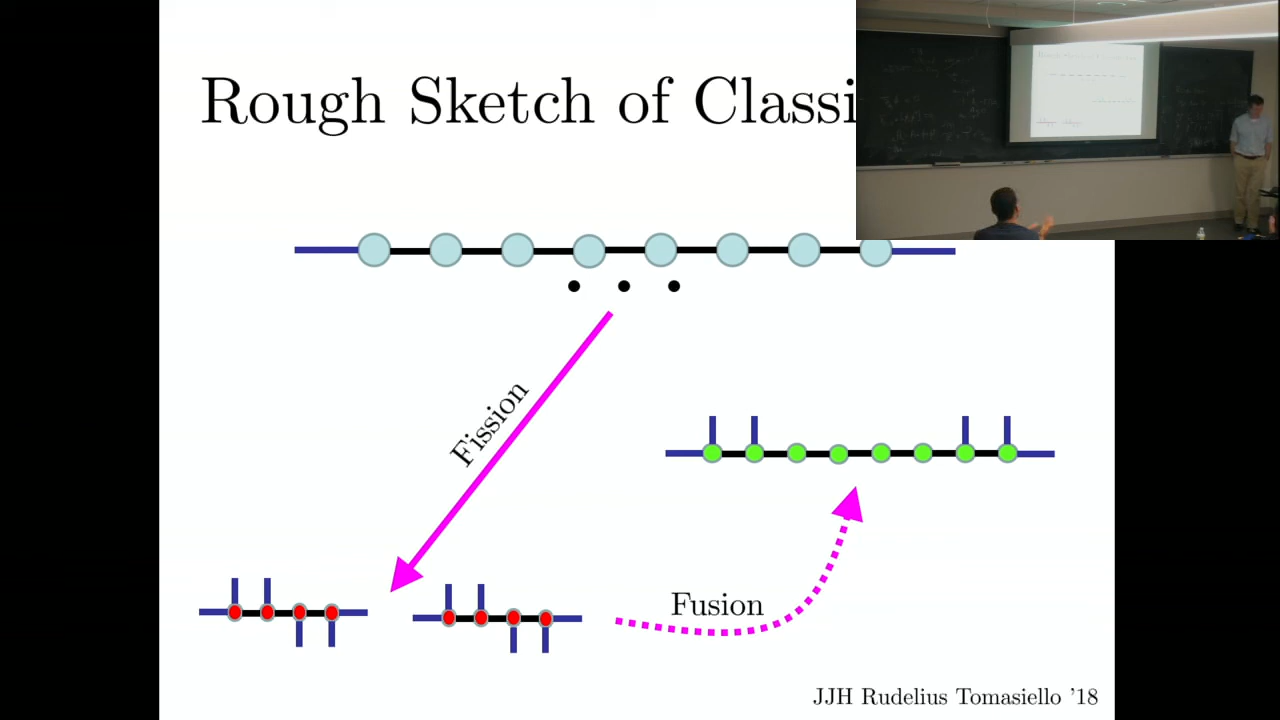 Rough Sketch of Classi
Fission
Fusion
JJH Rudelius Tomasiello '18